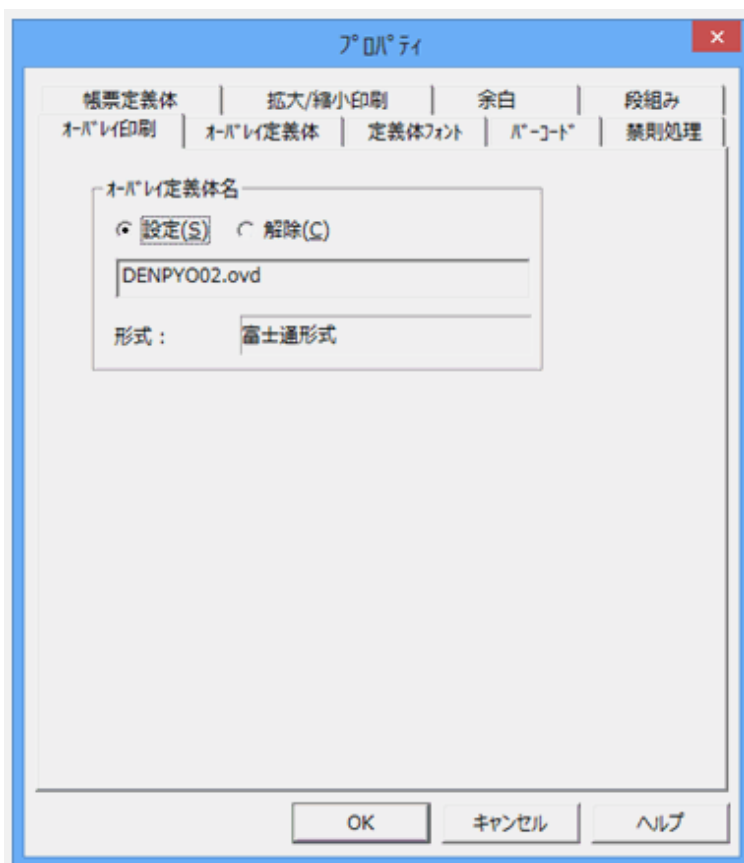 ﾌﾟﾛﾊﾟﾃｨ
帳票定義体 拡大/縮小印刷 余白 段組み
ｵｰﾊﾞﾚｲ印刷 ｵｰﾊﾞﾚｲ定義体 定義体ﾌｫﾝﾄ ﾊﾞｰｺｰﾄﾞ 禁則処理
ｵｰﾊﾞﾚｲ定義体名
設定(S) 解除(C)
DENPYO02.ovd
形式： 富士通形式
OK キャンセル ヘルプ